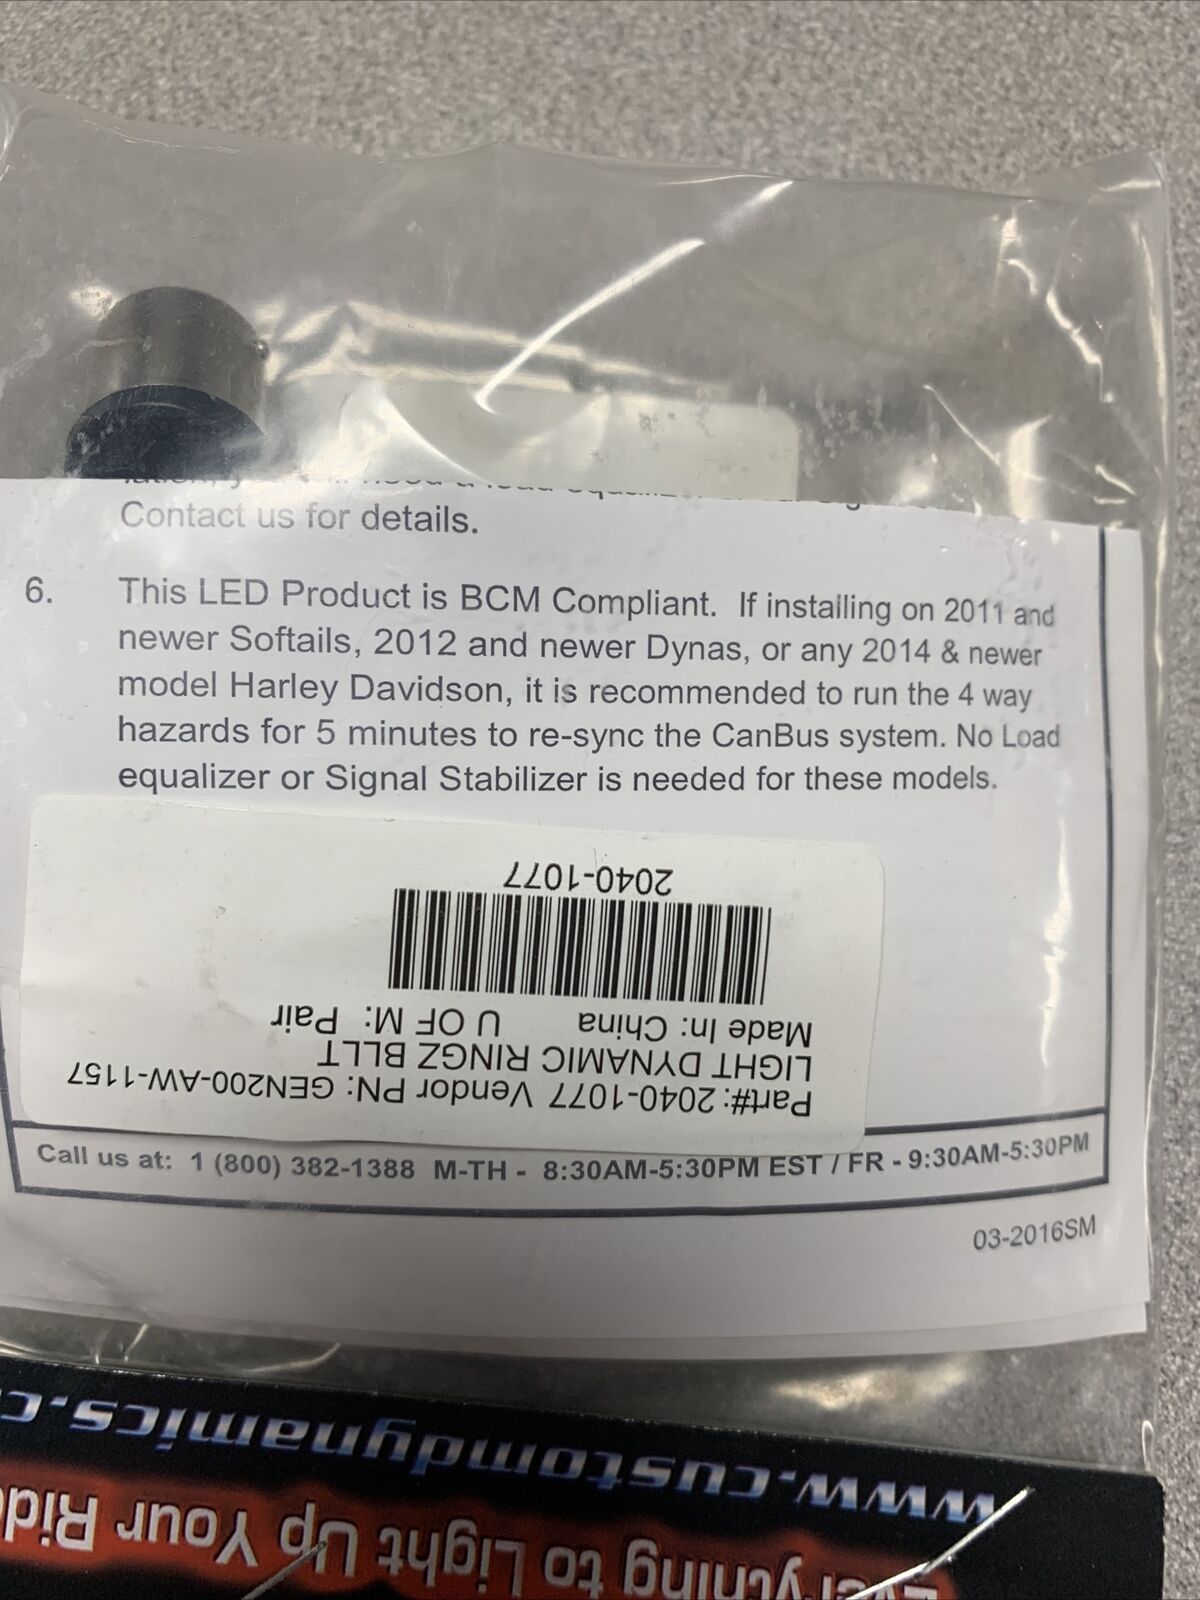 Contact us for details.
6. This LED Product is BCM Compliant. If installing on 2011 and
newer Softails, 2012 and newer Dynas, or any 2014 & newer
model Harley Davidson, it is recommended to run the 4 way
hazards for 5 minutes to re-sync the CanBus system. No Load
equalizer or Signal Stabilizer is needed for these models.
Part#: 2040-1077 Vendor PN: GEN200-AW-1157
LIGHT DYNAMIC RINGZ BLLT
Made In: China U OF M: Pair
2040-1077
Call us at: 1 (800) 382-1388 M-TH - 8:30AM-5:30PM EST / FR - 9:30AM-5:30PM
03-2016SM
Everything to Light Up Your Rid
www.customdynamics.c